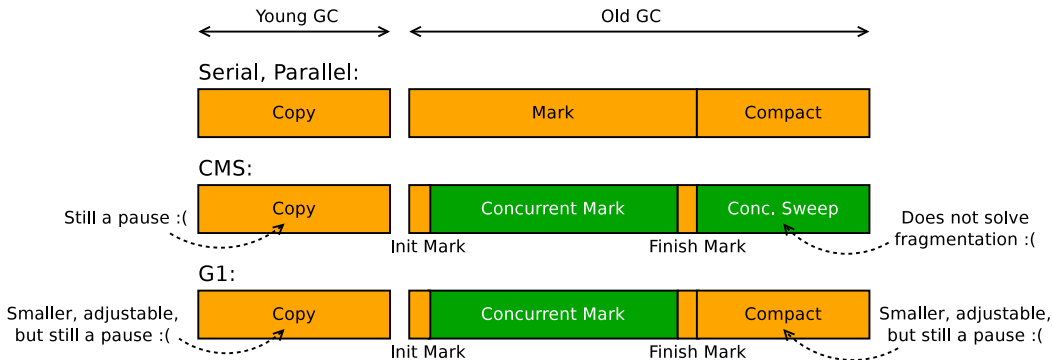 Young GC
Old GC
Serial, Parallel:
Copy
Mark
Compact
CMS:
Still a pause :(
Copy
Concurrent Mark
Conc. Sweep
Does not solve
fragmentation :(
Init Mark
Finish Mark
G1:
Smaller, adjustable,
but still a pause :(
Copy
Concurrent Mark
Compact
Smaller, adjustable,
but still a pause :(
Init Mark
Finish Mark